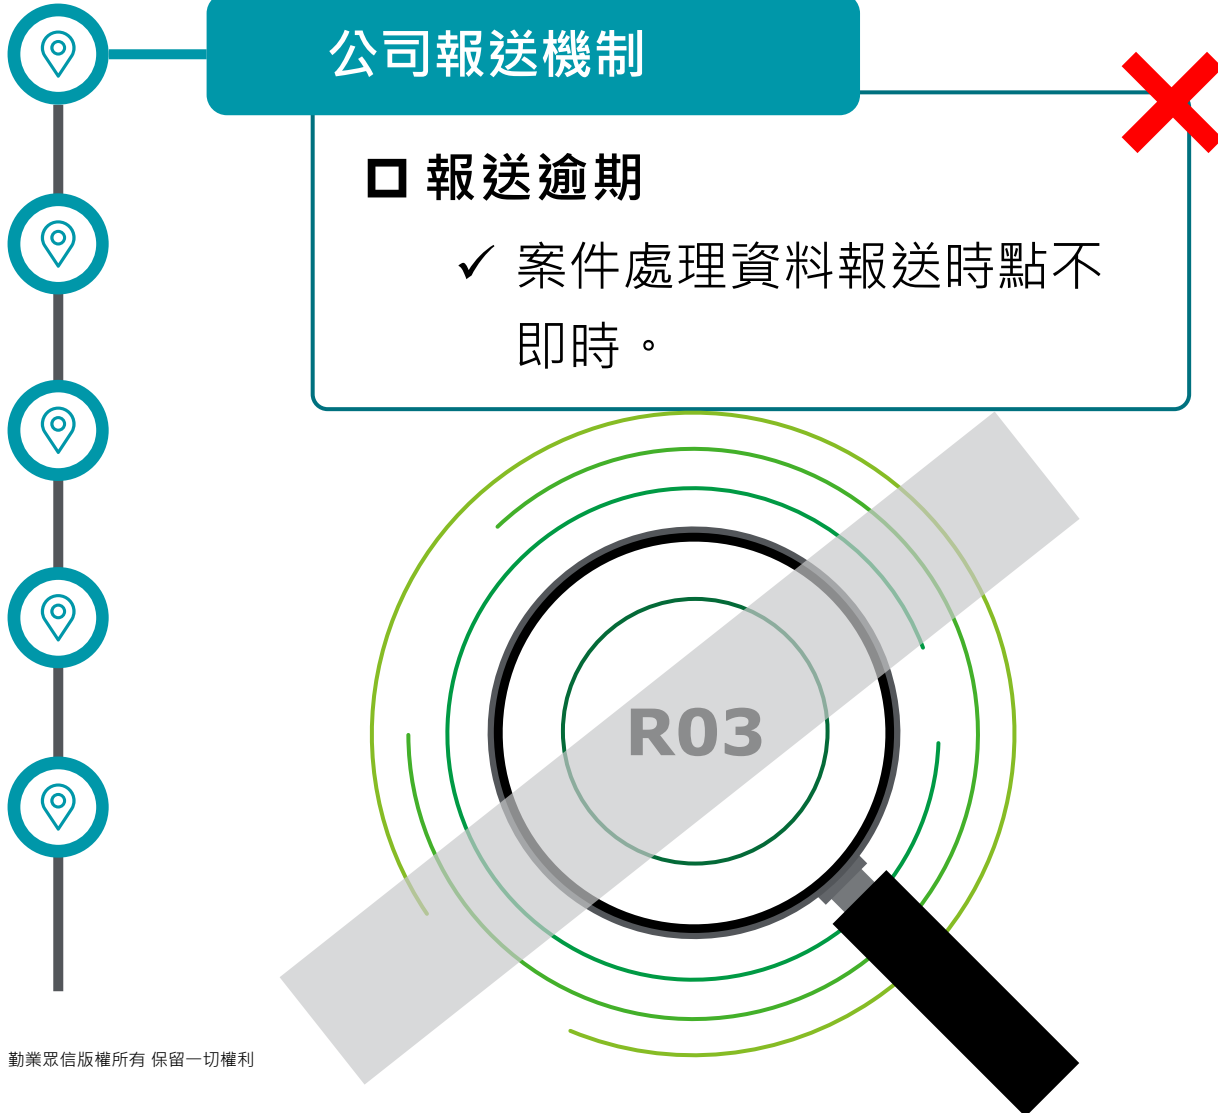 公司報送機制
報送逾期
✓ 案件處理資料報送時點不
即時。
R03
勤業眾信版權所有 保留一切權利